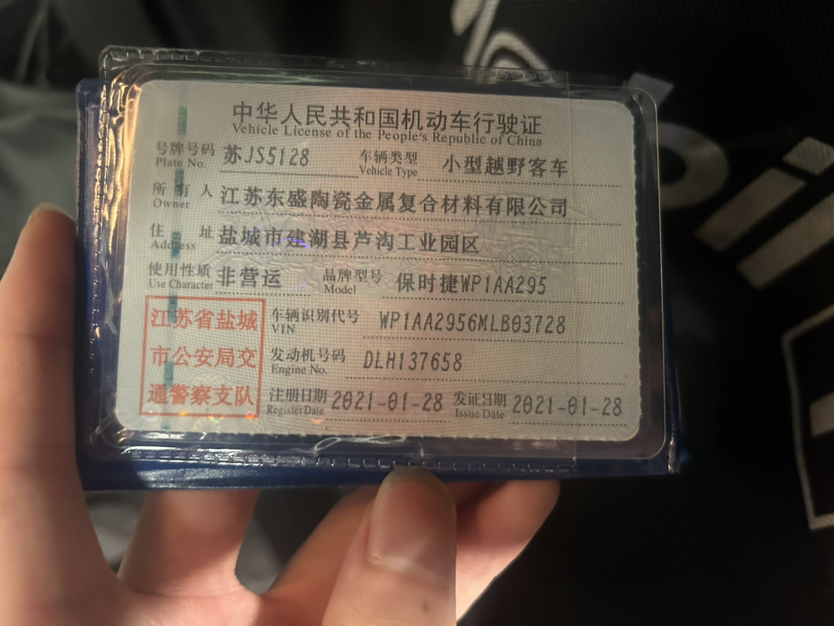 中华人民共和国机动车行驶证
Vehicle License of the People's Republic of China
号牌号码 苏JS5128 车辆类型 小型越野客车
Plate No. Vehicle Type
所有人 江苏东盛陶瓷金属复合材料有限公司
Owner
住址 盐城市建湖县芦沟工业园区
Address
使用性质 非营运 品牌型号 保时捷WP1AA295
Use Character Model
江苏省盐城
市公安局交
通警察支队
车辆识别代号 WP1AA2956MLB03728
VIN
发动机号码 DLH137658
Engine No.
注册日期 2021-01-28 发证日期 2021-01-28
Register Date Issue Date